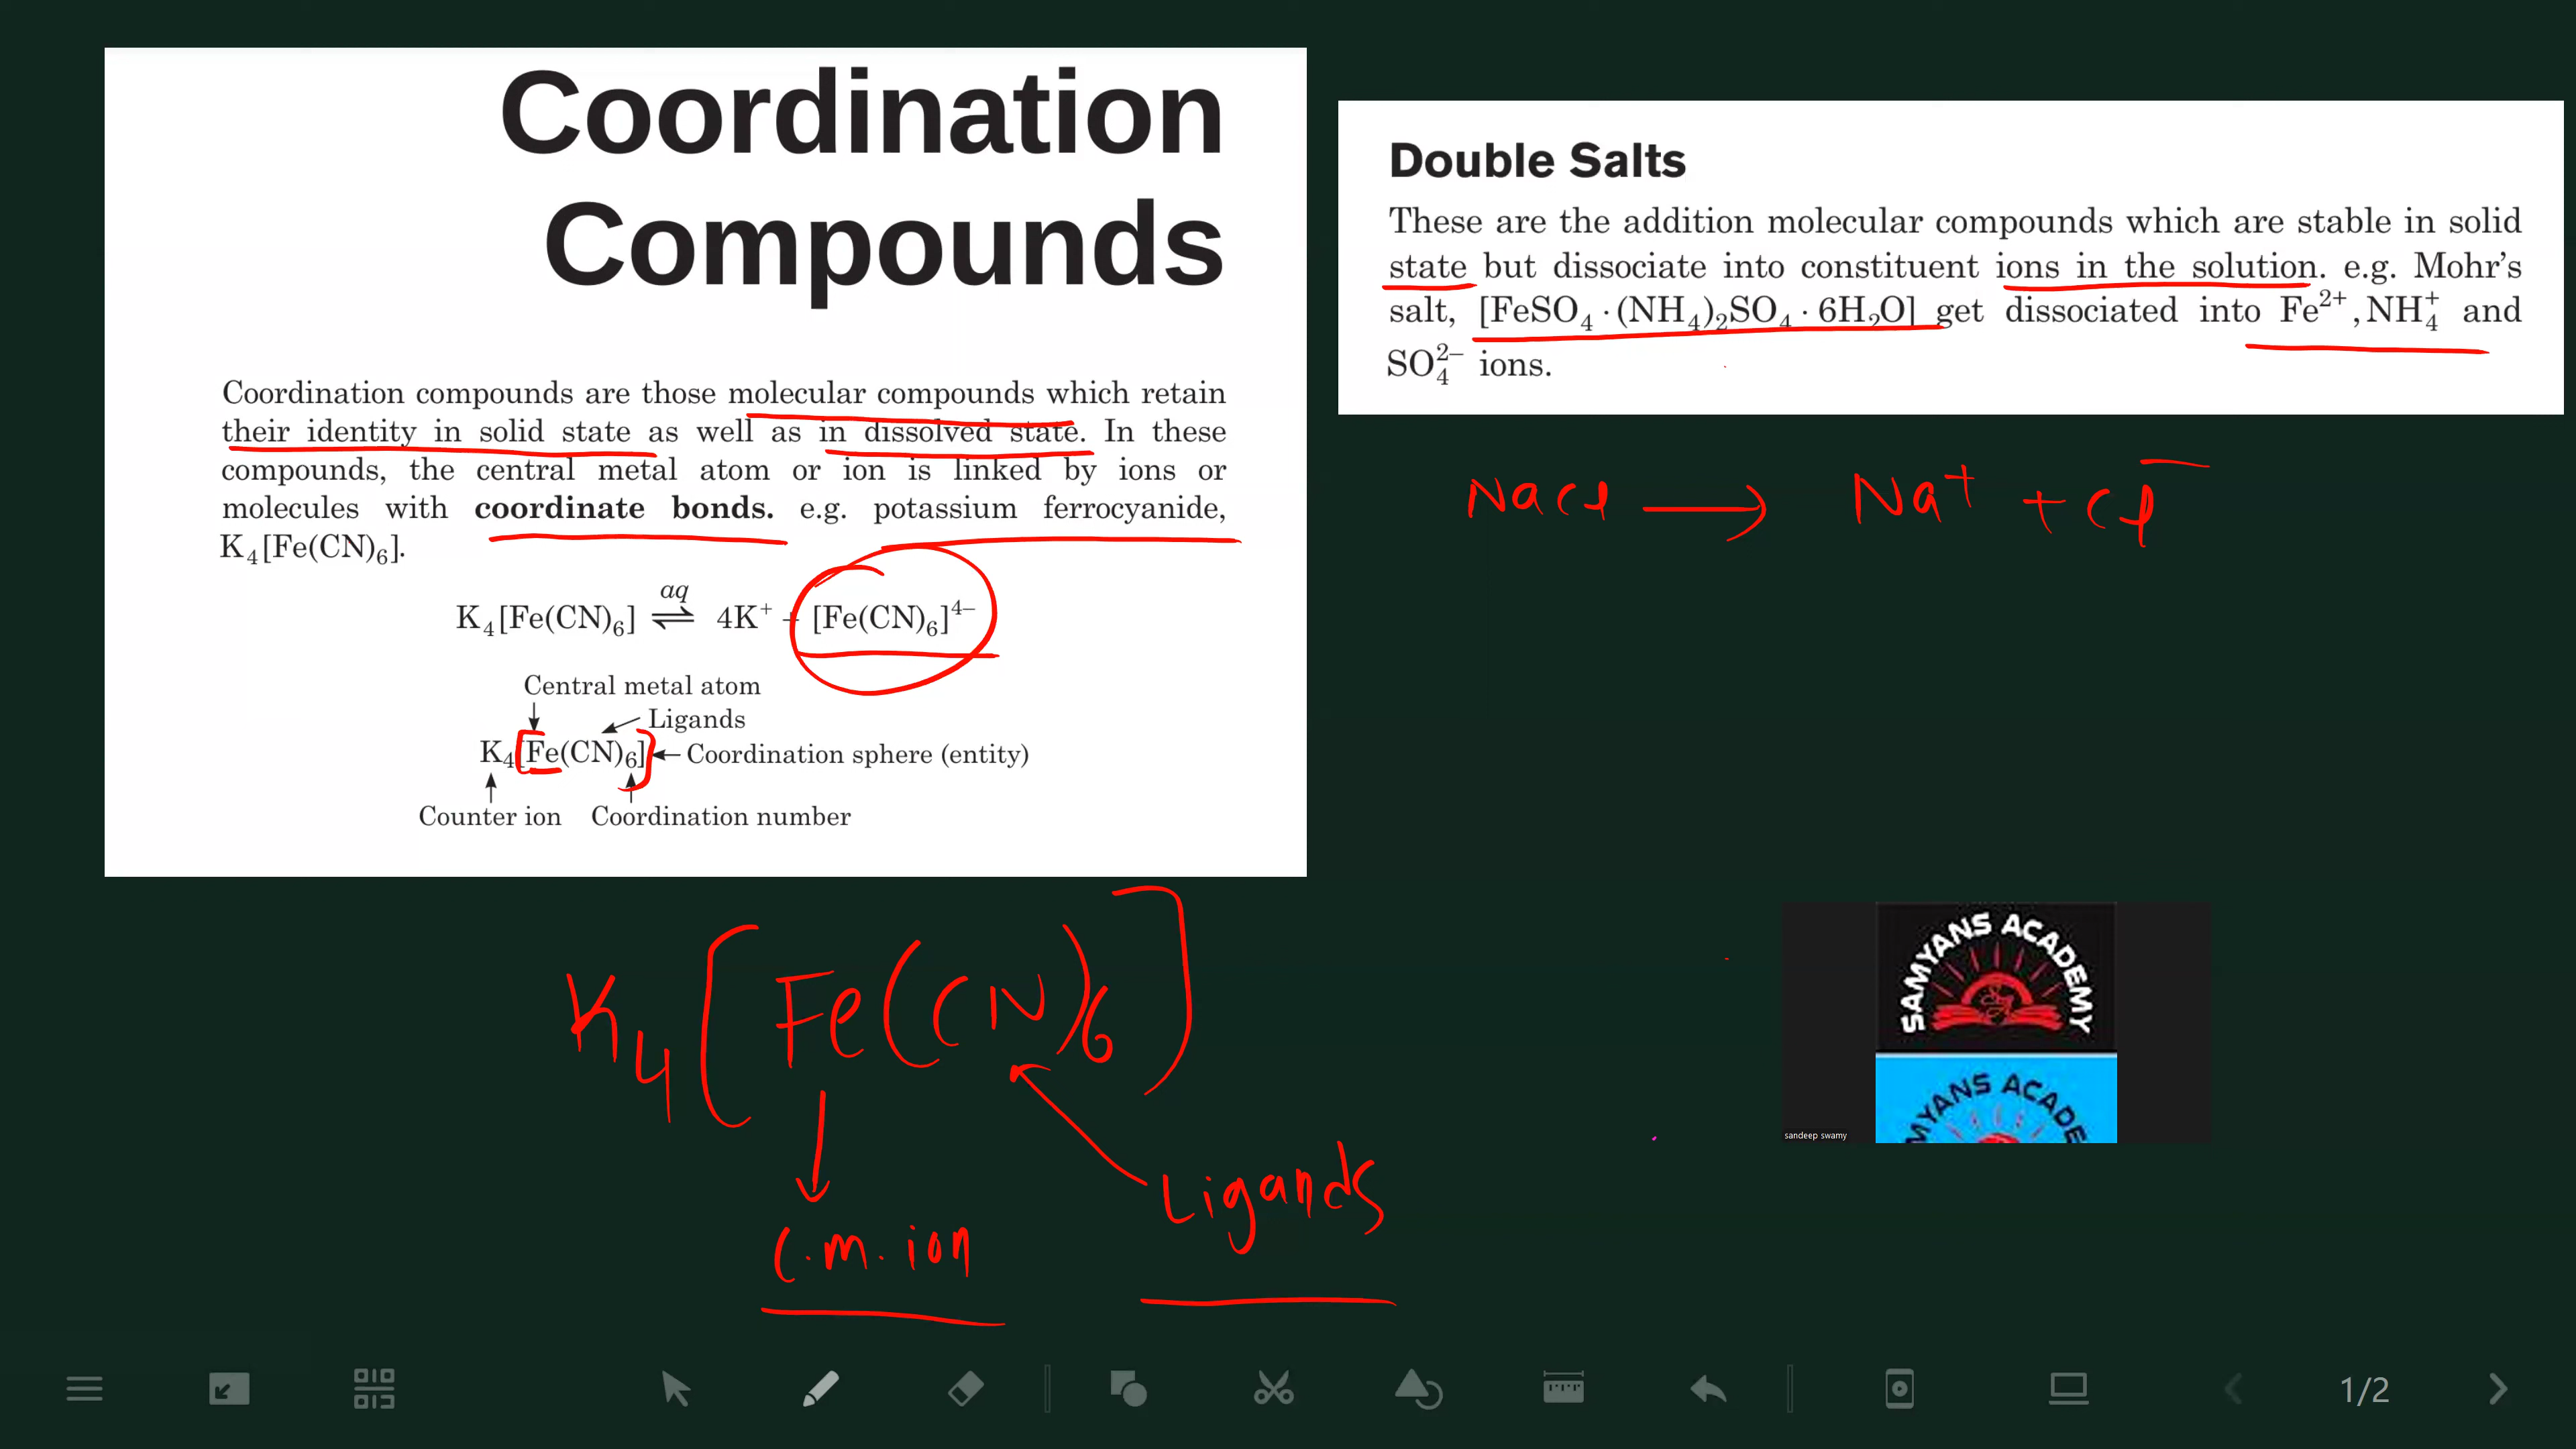 Coordination
Compounds
Coordination compounds are those molecular compounds which retain
their identity in solid state as well as in dissolved state. In these
compounds, the central metal atom or ion is linked by ions or
molecules with coordinate bonds. e.g. potassium ferrocyanide,
K₄[Fe(CN)₆].
K₄[Fe(CN)₆] ⇌ 4K⁺ + [Fe(CN)₆]⁴⁻
aq
Central metal atom
Ligands
K₄[Fe(CN)₆]
Coordination sphere (entity)
Counter ion
Coordination number
K₄[Fe(CN)₆]
C.m. ion
Ligands
Double Salts
These are the addition molecular compounds which are stable in solid
state but dissociate into constituent ions in the solution. e.g. Mohr's
salt, [FeSO₄·(NH₄)₂SO₄·6H₂O] get dissociated into Fe²⁺, NH₄⁺ and
SO₄²⁻ ions.
NaCl → Na⁺ + Cl⁻
SAMYANS ACADEMY
MYANS ACADE
sandeep swamy
1/2